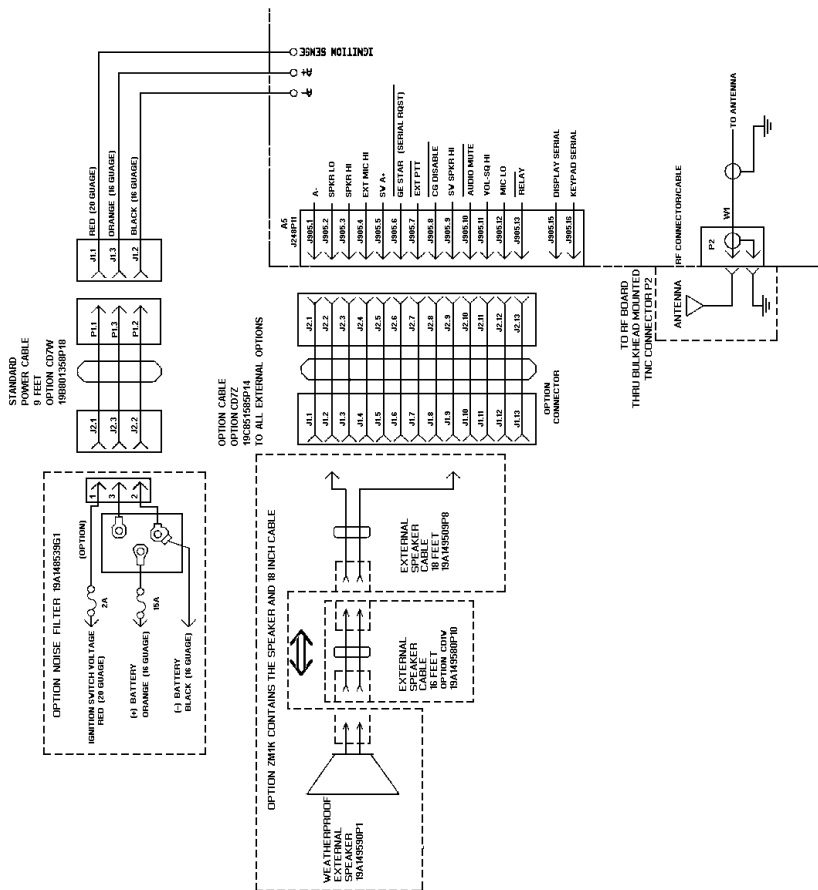 STANDARD
POWER CABLE
9 FEET
OPTION CD7W
19B801358P18
J2.1
J2.3
J2.2
P1.1
P1.3
P1.2
J1.1
J1.3
J1.2
RED (20 GUAGE)
ORANGE (16 GUAGE)
BLACK (16 GUAGE)
IGNITION SENSE
A+
A-
OPTION NOISE FILTER 19A148539G1
(OPTION)
1
3
2
2A
15A
IGNITION SWITCH VOLTAGE
RED (20 GUAGE)
(+) BATTERY
ORANGE (16 GUAGE)
(-) BATTERY
BLACK (16 GUAGE)
OPTION CABLE
OPTION CD7Z
19C851585P14
TO ALL EXTERNAL OPTIONS
J1.1
J1.2
J1.3
J1.4
J1.5
J1.6
J1.7
J1.8
J1.9
J1.10
J1.11
J1.12
J1.13
OPTION
CONNECTOR
J2.1
J2.2
J2.3
J2.4
J2.5
J2.6
J2.7
J2.8
J2.9
J2.10
J2.11
J2.12
J2.13
A5
J248P11
J905.1
J905.2
J905.3
J905.4
J905.5
J905.6
J905.7
J905.8
J905.9
J905.10
J905.11
J905.12
J905.13
J905.15
J905.16
A-
SPKR LO
SPKR HI
EXT MIC HI
SW A+
GE STAR (SERIAL RQST)
EXT PTT
CG DISABLE
SW SPKR HI
AUDIO MUTE
VOL-SQ HI
MIC LO
RELAY
DISPLAY SERIAL
KEYPAD SERIAL
OPTION ZM1K CONTAINS THE SPEAKER AND 18 INCH CABLE
WEATHERPROOF
EXTERNAL
SPEAKER
19A149590P1
EXTERNAL
SPEAKER
CABLE
16 FEET
OPTION CD1V
19A149580P10
EXTERNAL
SPEAKER
CABLE
18 FEET
19A149509P8
TO RF BOARD
THRU BULKHEAD MOUNTED
TNC CONNECTOR P2
ANTENNA
RF CONNECTOR/CABLE
P2
W1
TO ANTENNA